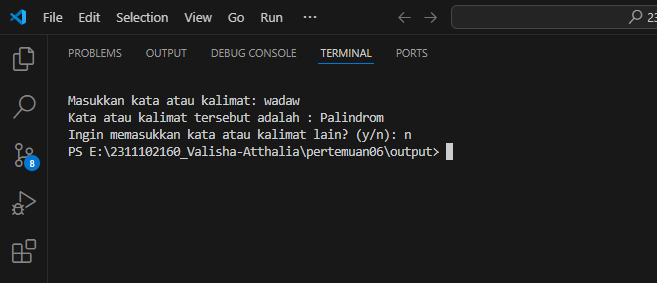 File Edit Selection View Go Run ...
23
PROBLEMS OUTPUT DEBUG CONSOLE TERMINAL PORTS
Masukkan kata atau kalimat: wadaw
Kata atau kalimat tersebut adalah : Palindrom
Ingin memasukkan kata atau kalimat lain? (y/n): n
PS E:\2311102160_Valisha-Atthalia\pertemuan06\output>
8